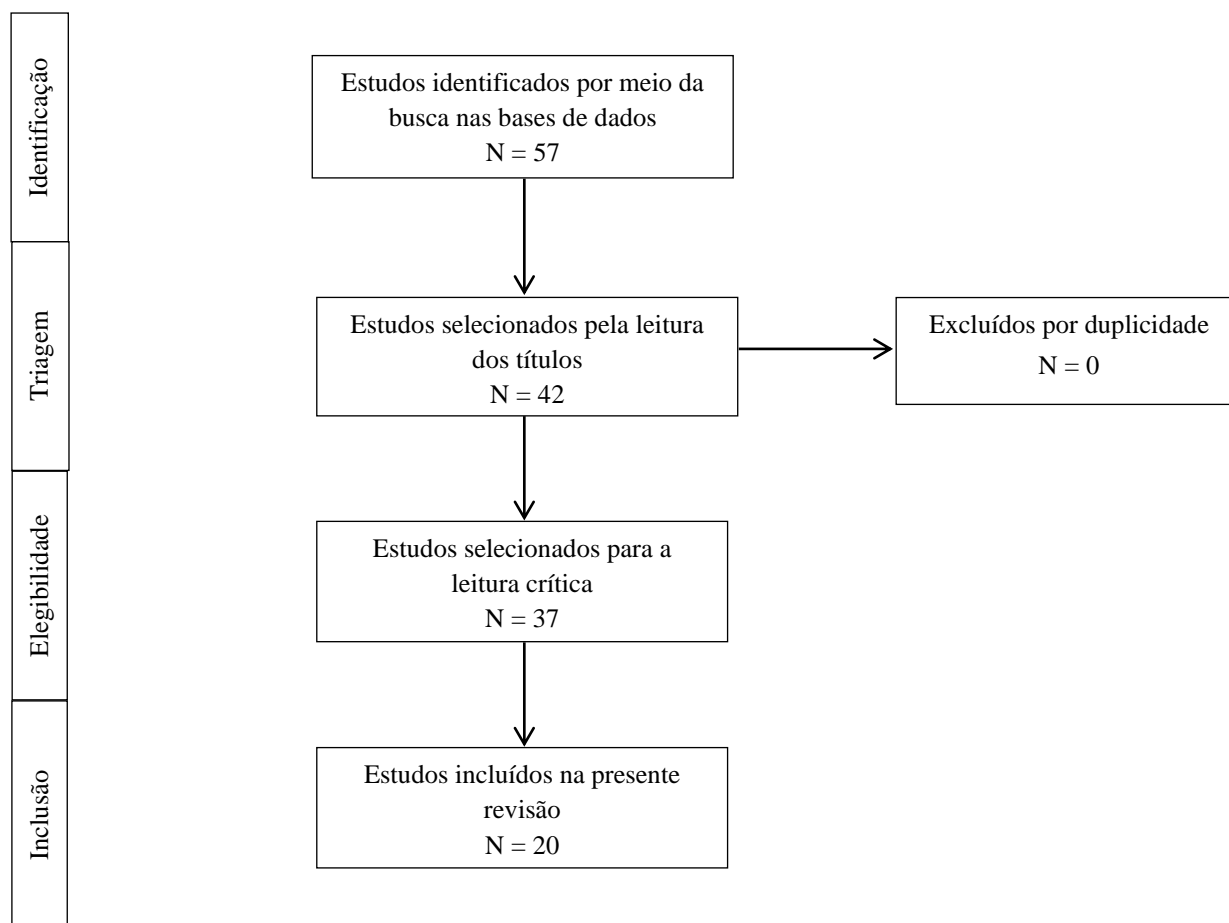 Identificação
Estudos identificados por meio da
busca nas bases de dados
N = 57
Triagem
Estudos selecionados pela leitura
dos títulos
N = 42
Excluídos por duplicidade
N = 0
Elegibilidade
Estudos selecionados para a
leitura crítica
N = 37
Inclusão
Estudos incluídos na presente
revisão
N = 20